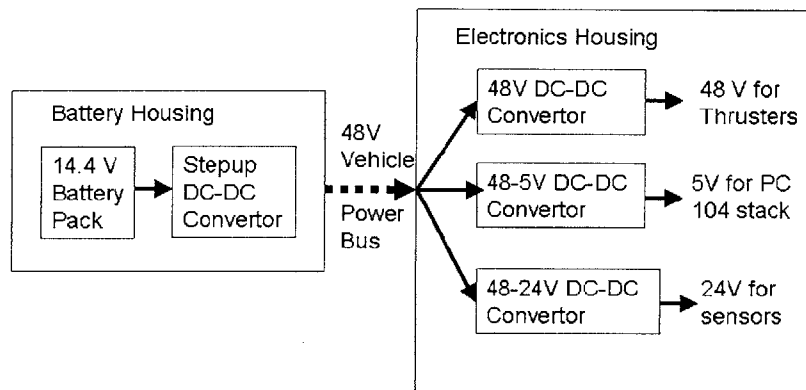 Electronics Housing
Battery Housing
14.4 V
Battery
Pack
Stepup
DC-DC
Convertor
48V
Vehicle
Power
Bus
48V DC-DC
Convertor
48 V for
Thrusters
48-5V DC-DC
Convertor
5V for PC
104 stack
48-24V DC-DC
Convertor
24V for
sensors